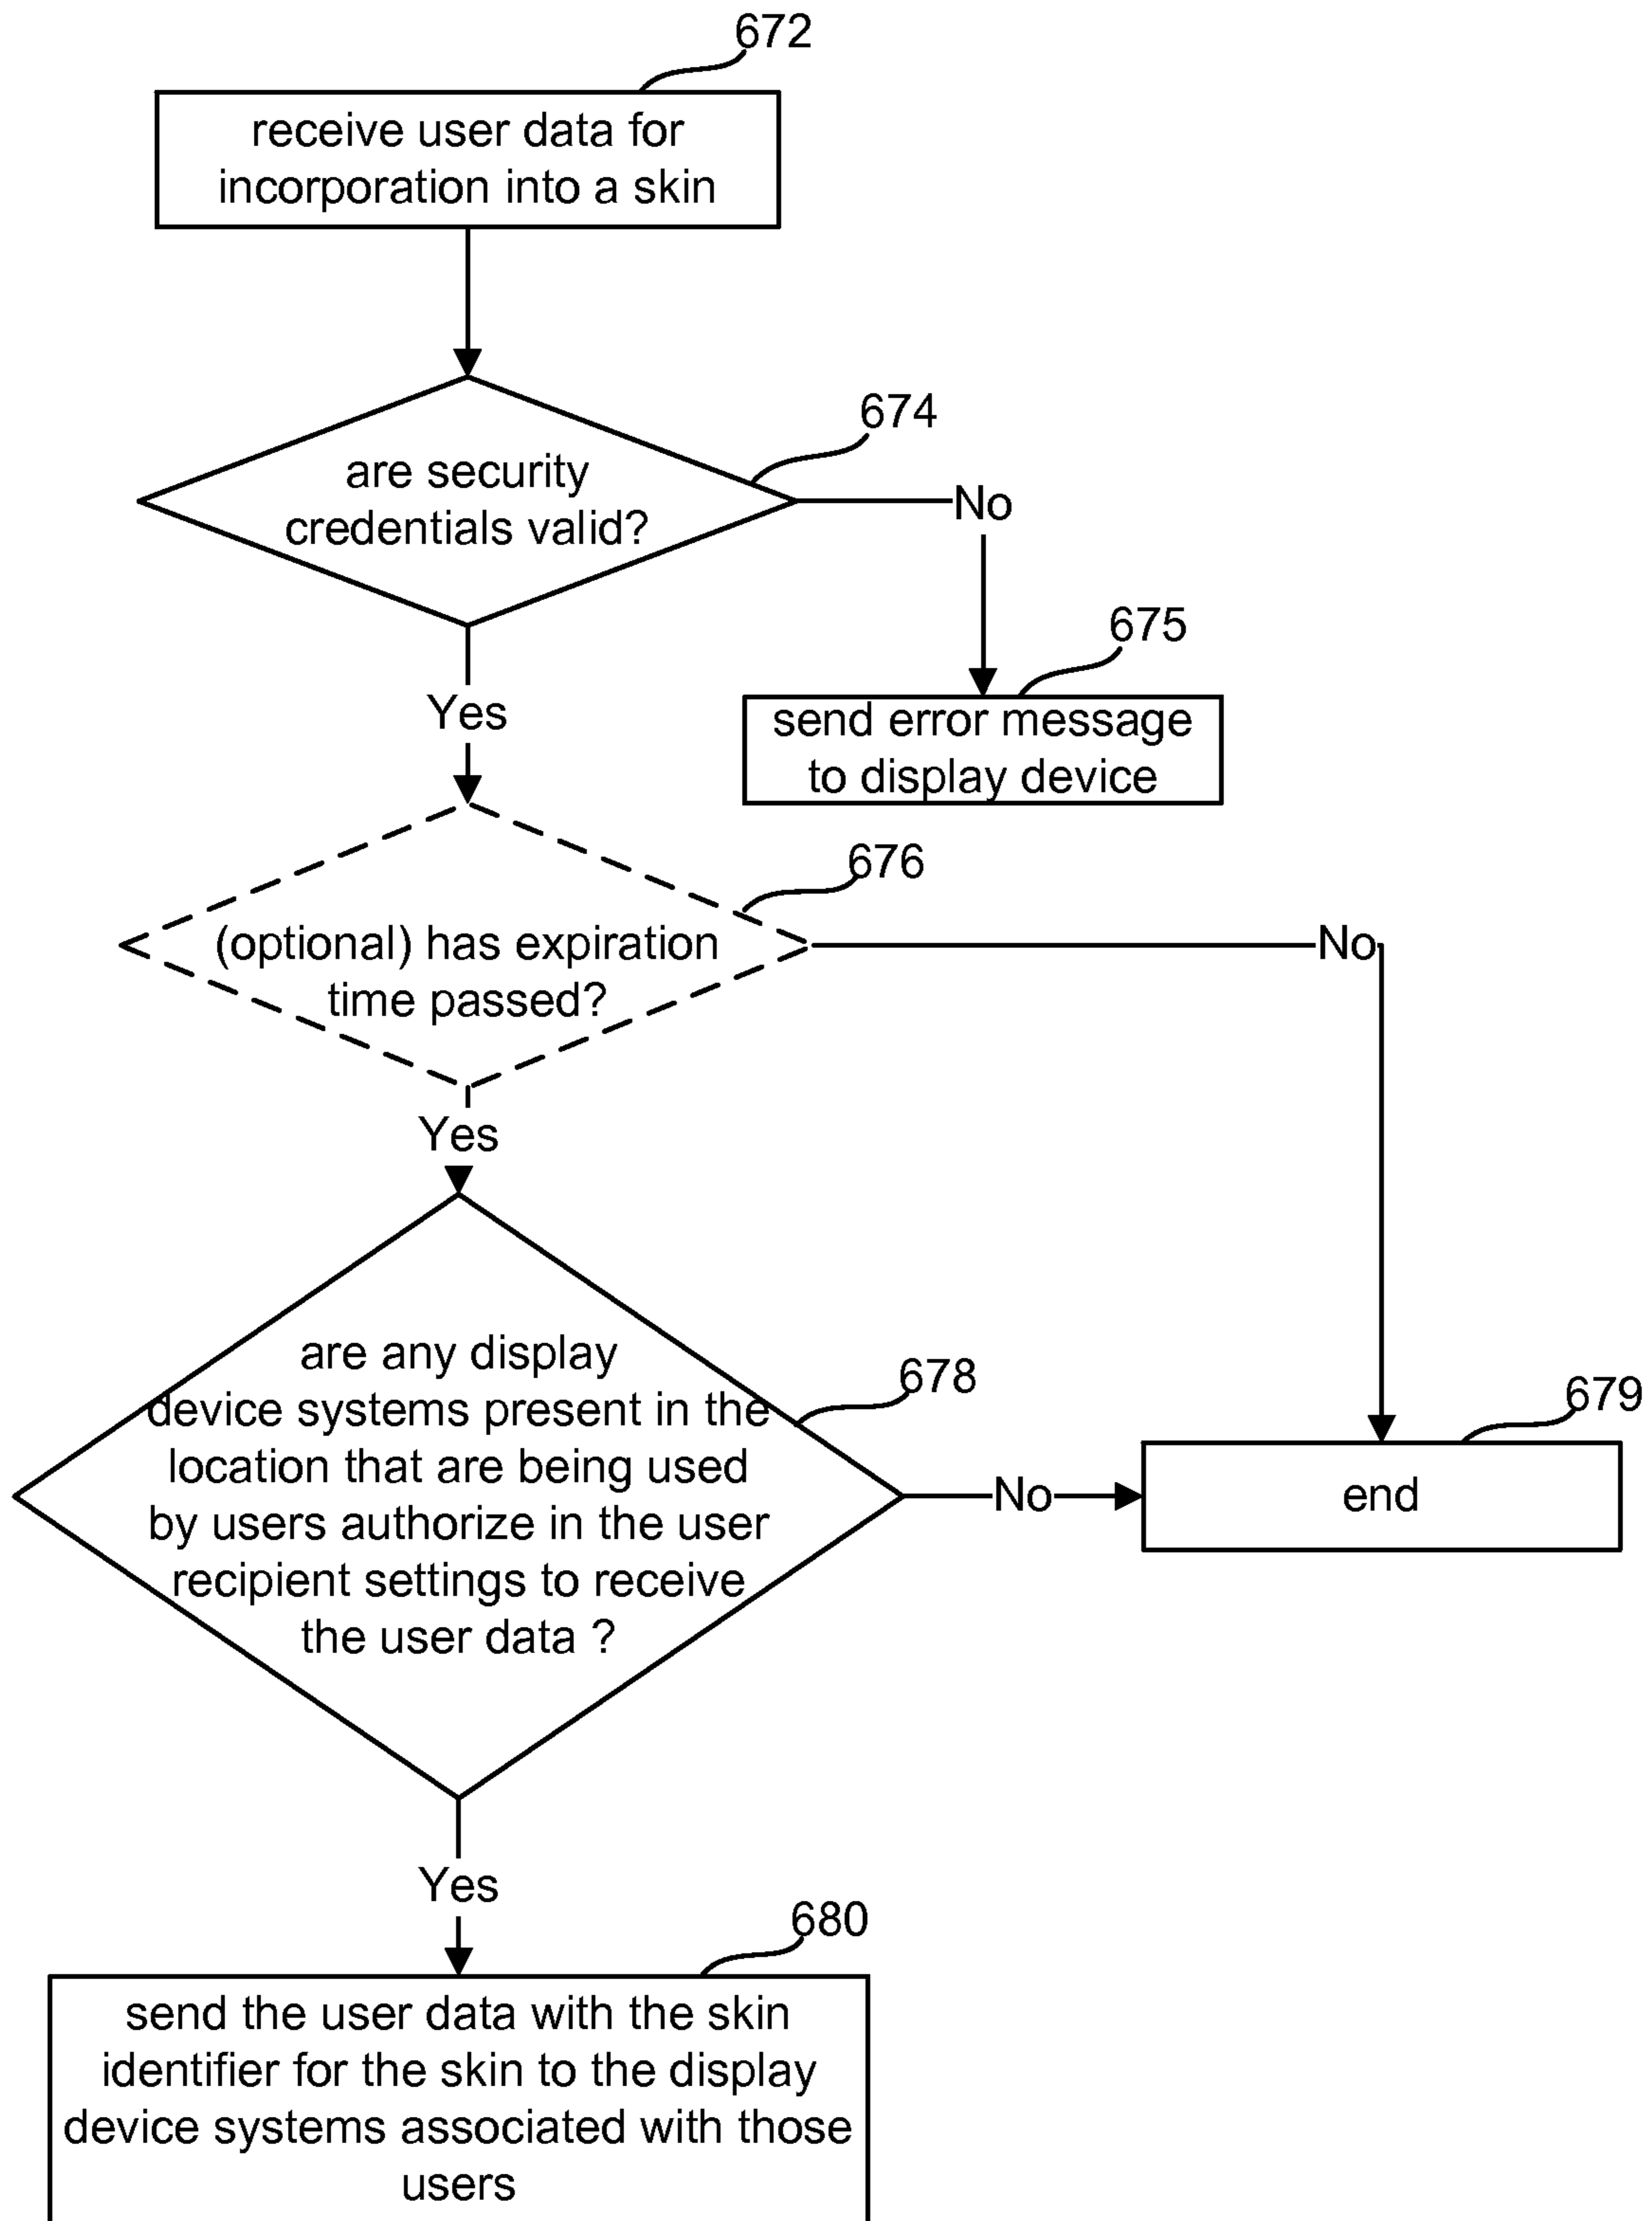 672
receive user data for
incorporation into a skin
674
are security
credentials valid?
No
675
Yes
send error message
to display device
676
(optional) has expiration
time passed?
No
Yes
are any display
device systems present in the
location that are being used
by users authorize in the user
recipient settings to receive
the user data ?
678
679
No
end
Yes
680
send the user data with the skin
identifier for the skin to the display
device systems associated with those
users